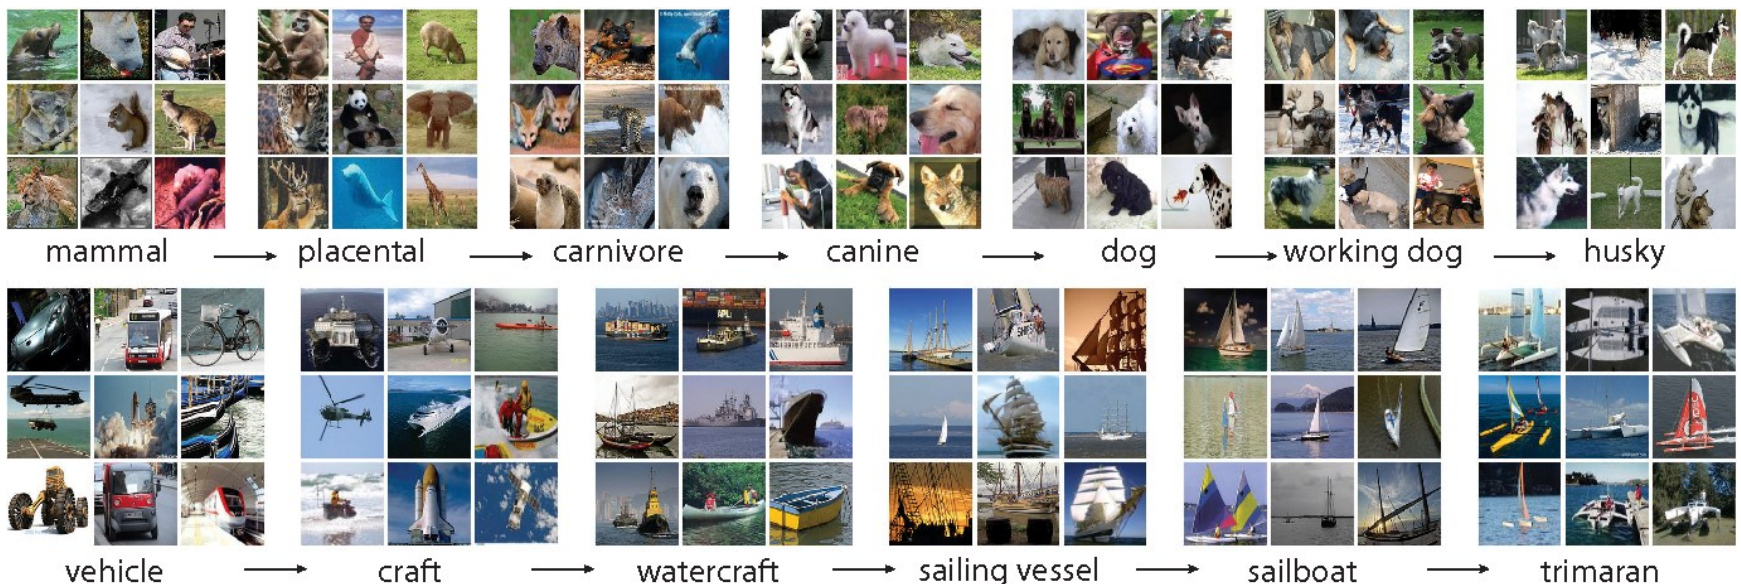 mammal → placental → carnivore → canine → dog → working dog → husky
vehicle → craft → watercraft → sailing vessel → sailboat → trimaran